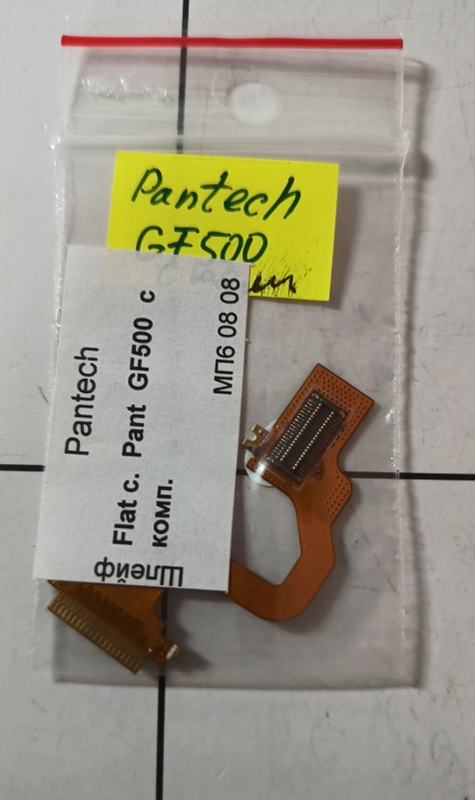 Pantech
GF500
Pantech
Flat c. Pant GF500 с
комп.
МП6 08 08
Шлейф